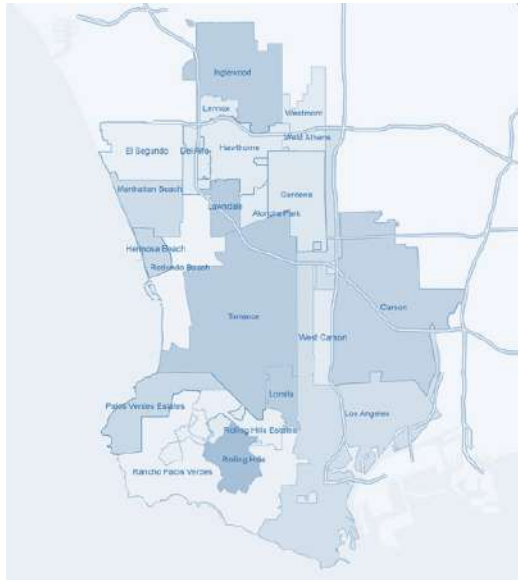 Inglewood
Lennox
Westmont
West Athens
El Segundo
Del Aire
Hawthorne
Manhattan Beach
Lawndale
Gardena
Alondra Park
Hermosa Beach
Redondo Beach
Torrance
West Carson
Carson
Lomita
Palos Verdes Estates
Los Angeles
Rolling Hills Estates
Rolling Hills
Rancho Palos Verdes